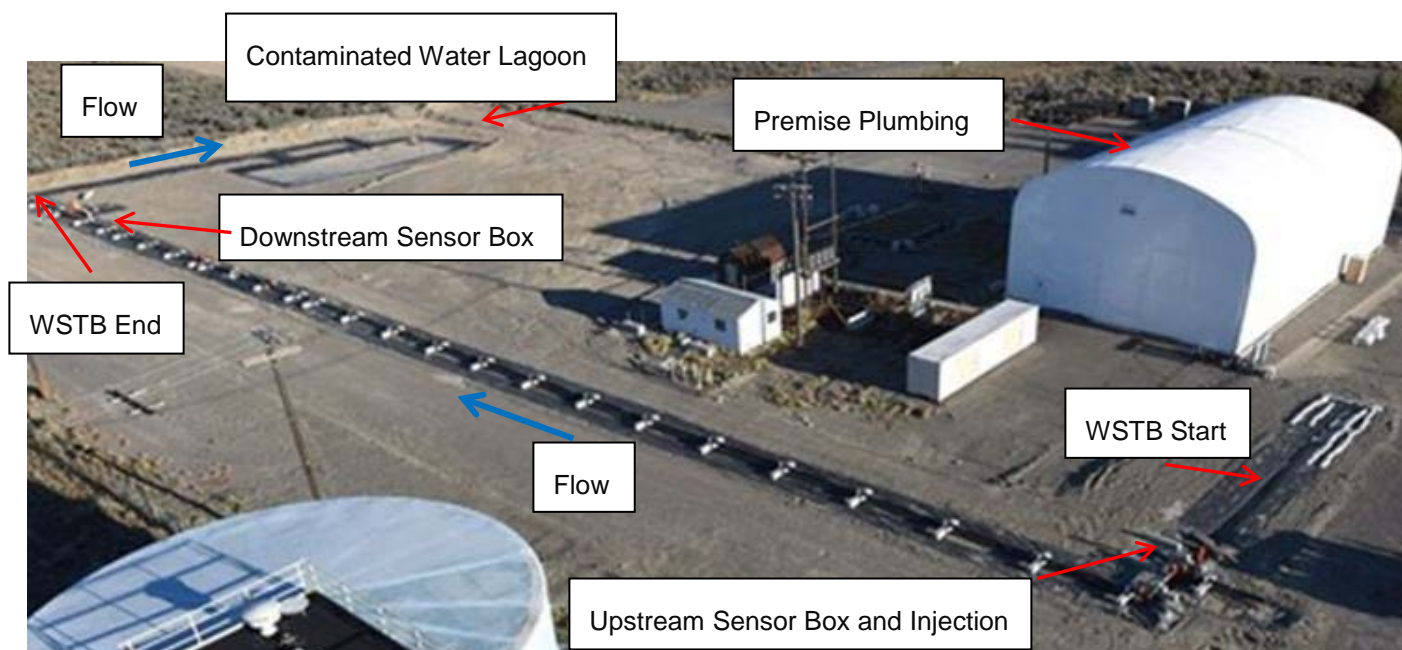 Contaminated Water Lagoon
Flow
Premise Plumbing
Downstream Sensor Box
WSTB End
WSTB Start
Flow
Upstream Sensor Box and Injection